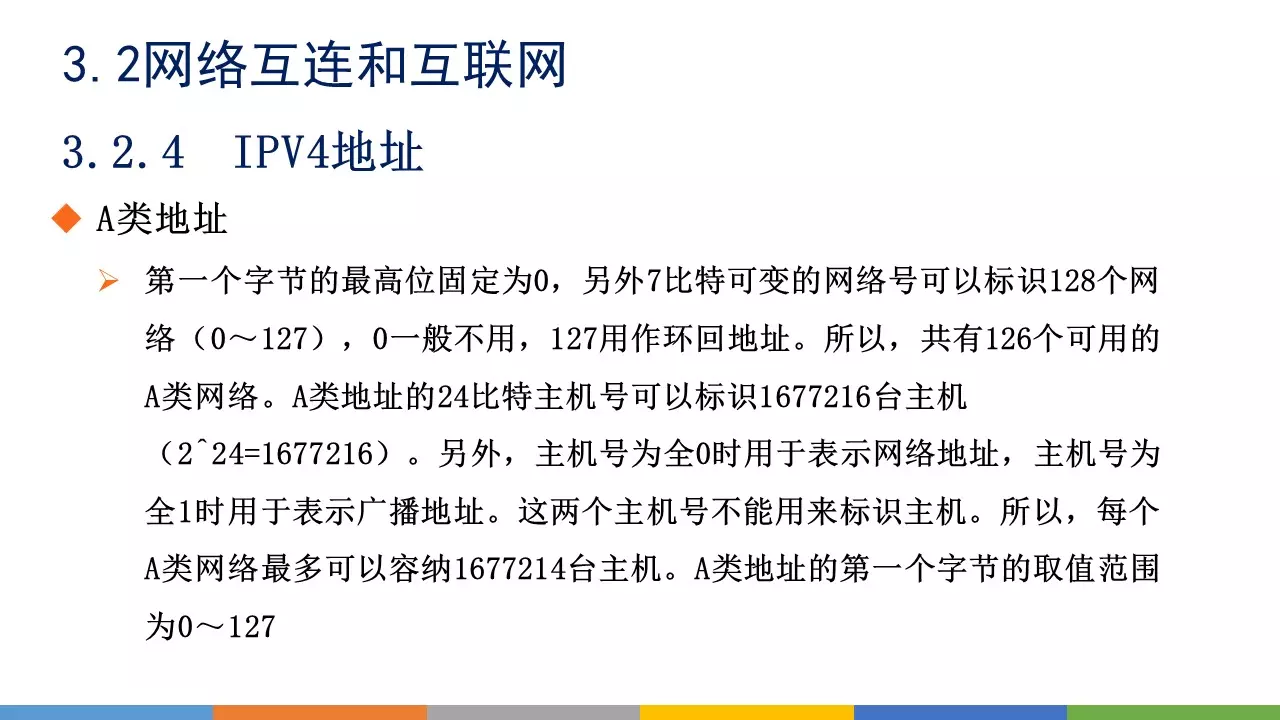 3.2网络互连和互联网
3.2.4 IPV4地址
A类地址
第一个字节的最高位固定为0，另外7比特可变的网络号可以标识128个网
络（0～127），0一般不用，127用作环回地址。所以，共有126个可用的
A类网络。A类地址的24比特主机号可以标识1677216台主机
（2^24=1677216）。另外，主机号为全0时用于表示网络地址，主机号为
全1时用于表示广播地址。这两个主机号不能用来标识主机。所以，每个
A类网络最多可以容纳1677214台主机。A类地址的第一个字节的取值范围
为0～127